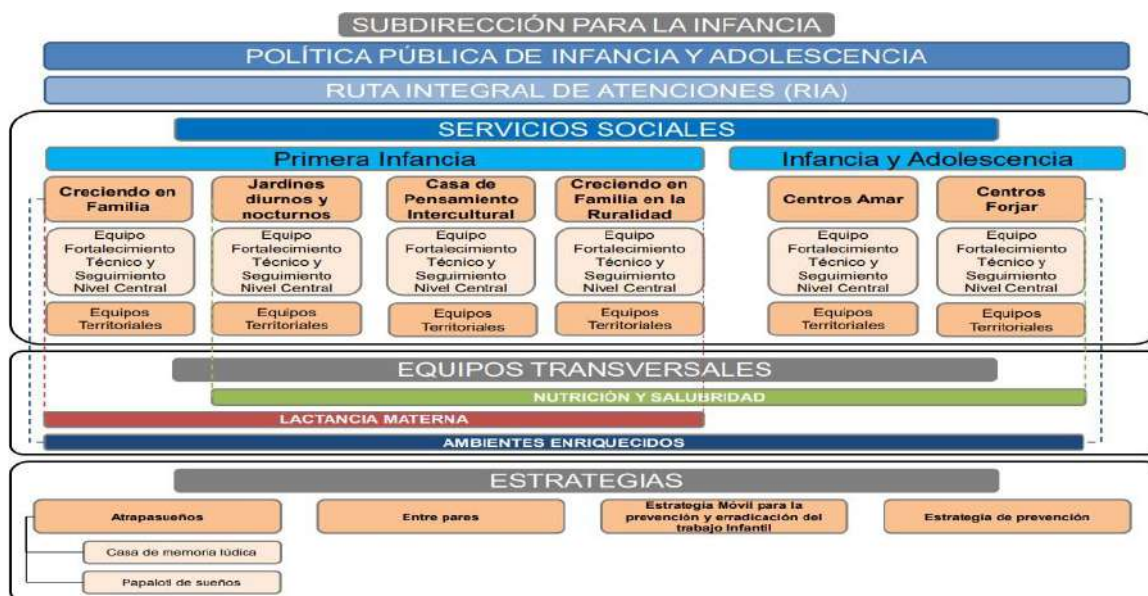 SUBDIRECCIÓN PARA LA INFANCIA
POLÍTICA PÚBLICA DE INFANCIA Y ADOLESCENCIA
RUTA INTEGRAL DE ATENCIONES (RIA)
SERVICIOS SOCIALES
Primera Infancia
Infancia y Adolescencia
Creciendo en
Familia
Jardines
diurnos y
nocturnos
Casa de
Pensamiento
Intercultural
Creciendo en
Familia en la
Ruralidad
Centros Amar
Centros
Forjar
Equipo
Fortalecimiento
Técnico y
Seguimiento
Nivel Central
Equipo
Fortalecimiento
Técnico y
Seguimiento
Nivel Central
Equipo
Fortalecimiento
Técnico y
Seguimiento
Nivel Central
Equipo
Fortalecimiento
Técnico y
Seguimiento
Nivel Central
Equipo
Fortalecimiento
Técnico y
Seguimiento
Nivel Central
Equipo
Fortalecimiento
Técnico y
Seguimiento
Nivel Central
Equipos
Territoriales
Equipos
Territoriales
Equipos
Territoriales
Equipos
Territoriales
Equipos
Territoriales
Equipos
Territoriales
EQUIPOS TRANSVERSALES
NUTRICIÓN Y SALUBRIDAD
LACTANCIA MATERNA
AMBIENTES ENRIQUECIDOS
ESTRATEGIAS
Atrapasueños
Casa de memoria lúdica
Papalotl de sueños
Entre pares
Estrategia Móvil para la
prevención y erradicación del
trabajo Infantil
Estrategia de prevención